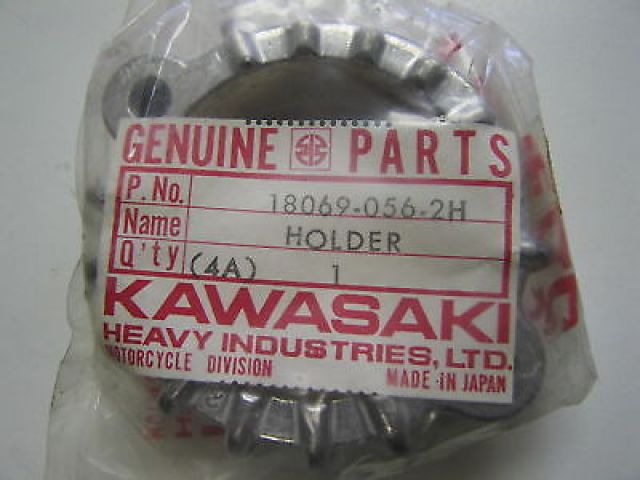 GENUINE PARTS
P. No. 18069-056-2H
Name HOLDER
Q'ty (4A) 1
KAWASAKI
HEAVY INDUSTRIES, LTD.
MOTORCYCLE DIVISION MADE IN JAPAN